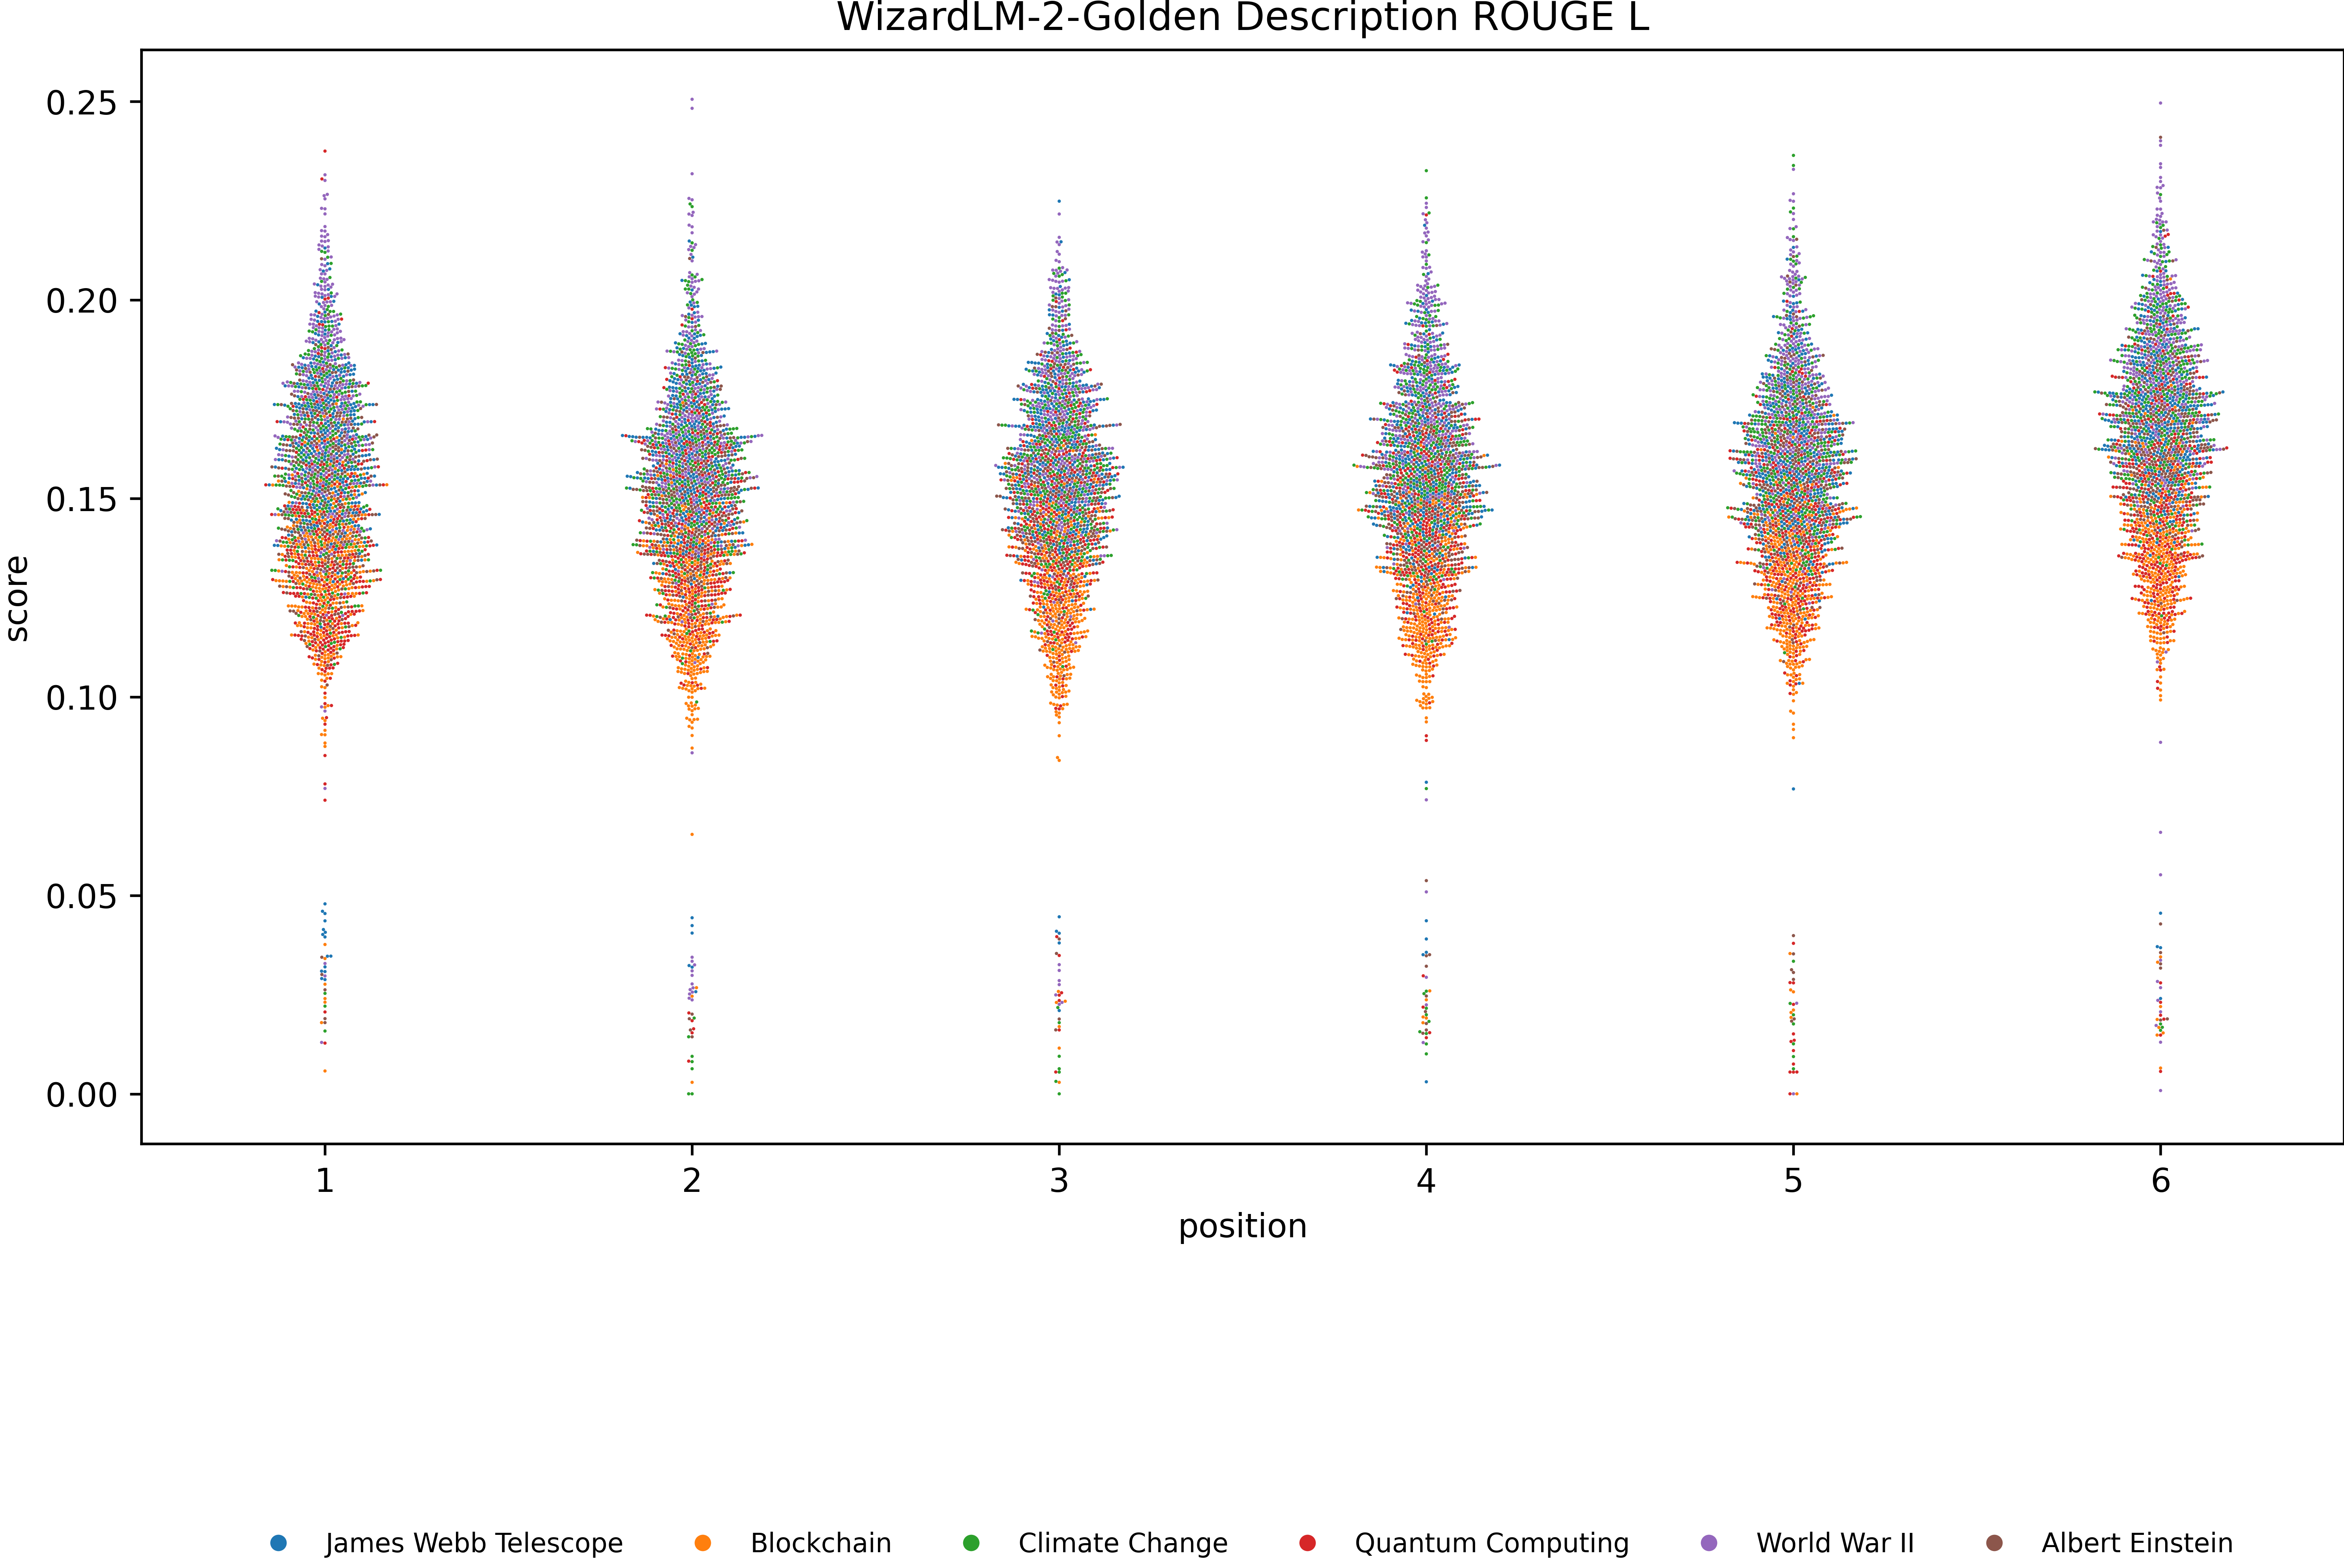 WizardLM-2-Golden Description ROUGE L
0.25
0.20
0.15
0.10
0.05
0.00
score
1 2 3 4 5 6
position
James Webb Telescope Blockchain Climate Change Quantum Computing World War II Albert Einstein